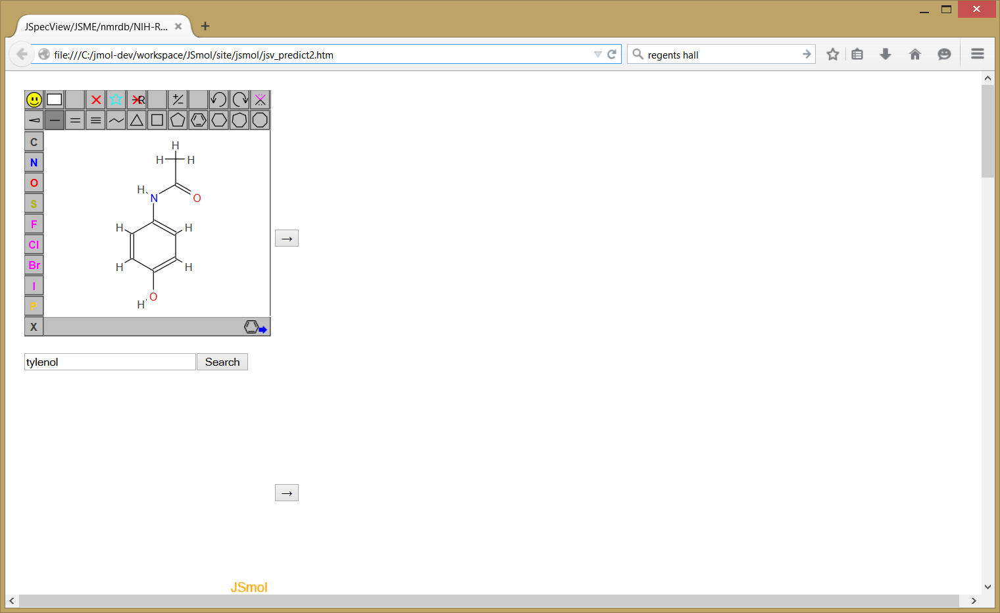 JSpecView/JSME/nmrdb/NIH-R...
file:///C:/jmol-dev/workspace/JSmol/site/jsmol/jsv_predict2.htm
regents hall
R
C
N
O
S
F
Cl
Br
I
P
X
H
H H
H
N
O
H H
H H
O
H
→
tylenol
Search
→
JSmol